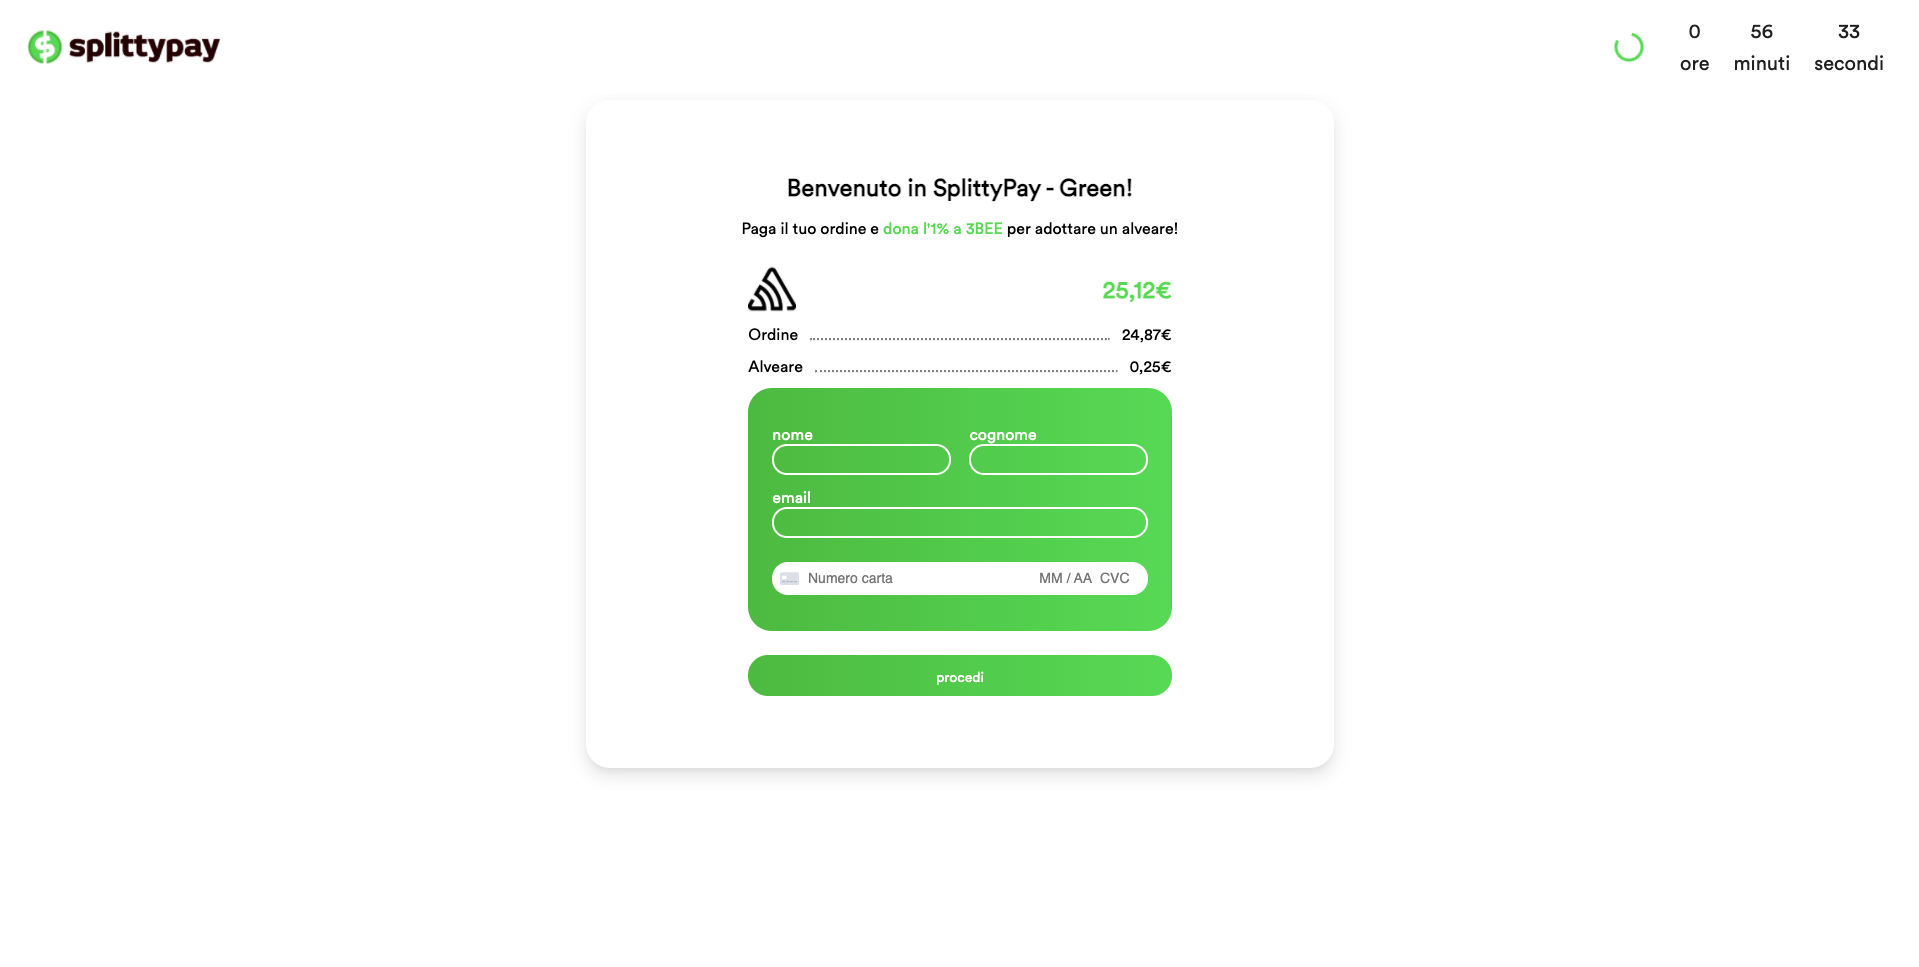 splittypay
0 56 33
ore minuti secondi
Benvenuto in SplittyPay - Green!
Paga il tuo ordine e dona l'1% a 3BEE per adottare un alveare!
25,12€
Ordine 24,87€
Alveare 0,25€
nome cognome
email
Numero carta MM / AA CVC
procedi